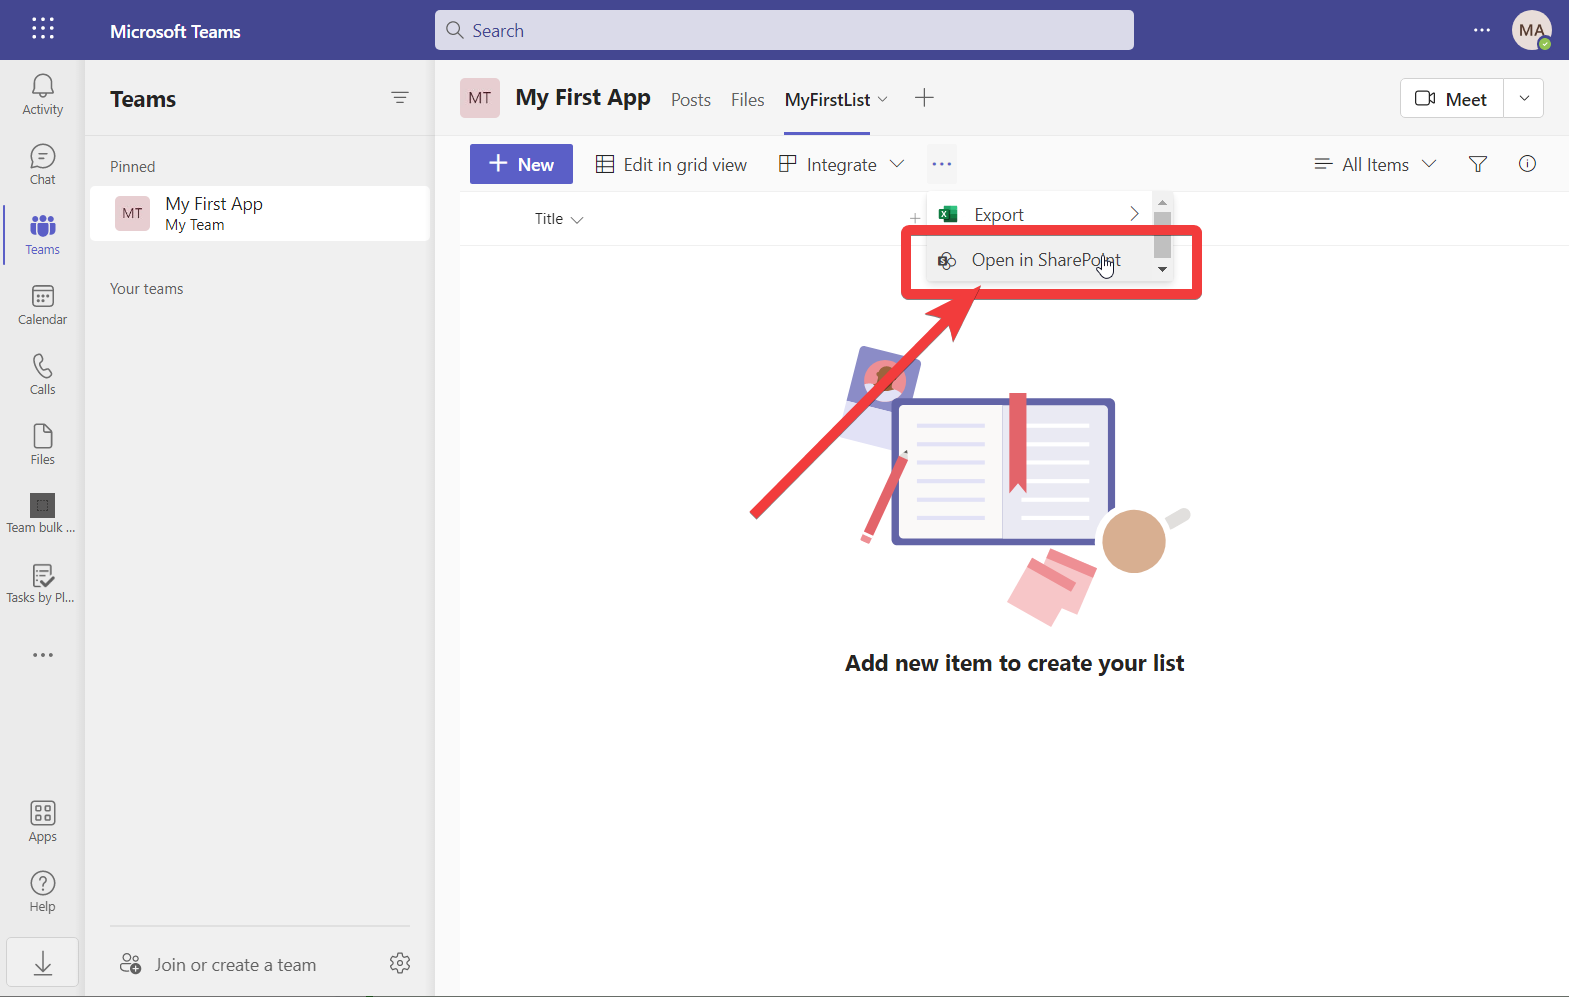 Microsoft Teams
Search
MA
Activity
Chat
Teams
Calendar
Calls
Files
Team bulk ...
Tasks by Pl...
Apps
Help
Teams
Pinned
MT
My First App
My Team
Your teams
Join or create a team
MT
My First App
Posts
Files
MyFirstList
Meet
New
Edit in grid view
Integrate
All Items
Title
Export
Open in SharePoint
Add new item to create your list